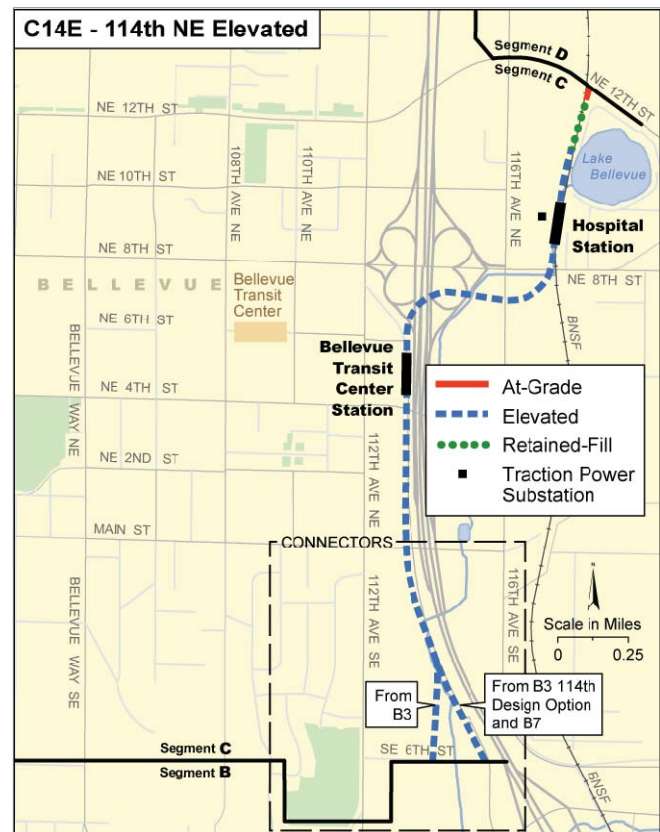 C14E - 114th NE Elevated
Segment D
Segment C
NE 12TH ST
NE 12TH ST
108TH AVE NE
110TH AVE NE
116TH AVE NE
Lake
Bellevue
NE 10TH ST
Hospital
Station
NE 8TH ST
NE 8TH ST
BELLEVUE
Bellevue
Transit
Center
NE 6TH ST
BNSF
BELLEVUE WAY NE
Bellevue
Transit
Center
Station
NE 4TH ST
At-Grade
Elevated
Retained-Fill
Traction Power
Substation
NE 2ND ST
112TH AVE NE
MAIN ST
CONNECTORS
BELLEVUE WAY SE
112TH AVE SE
116TH AVE SE
N
Scale in Miles
0 0.25
From
B3
From B3 114th
Design Option
and B7
SE 6TH ST
Segment C
Segment B
BNSF